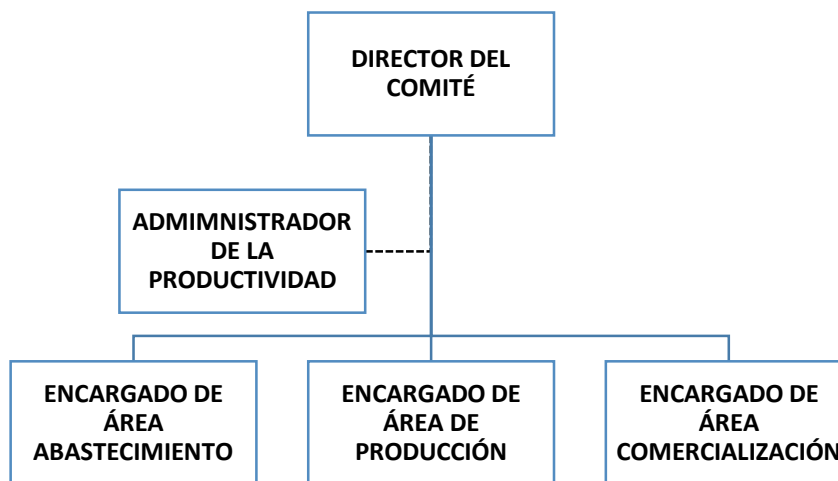 DIRECTOR DEL
COMITÉ
ADMIMNISTRADOR
DE LA
PRODUCTIVIDAD
ENCARGADO DE
ÁREA
ABASTECIMIENTO
ENCARGADO DE
ÁREA DE
PRODUCCIÓN
ENCARGADO DE
ÁREA
COMERCIALIZACIÓN